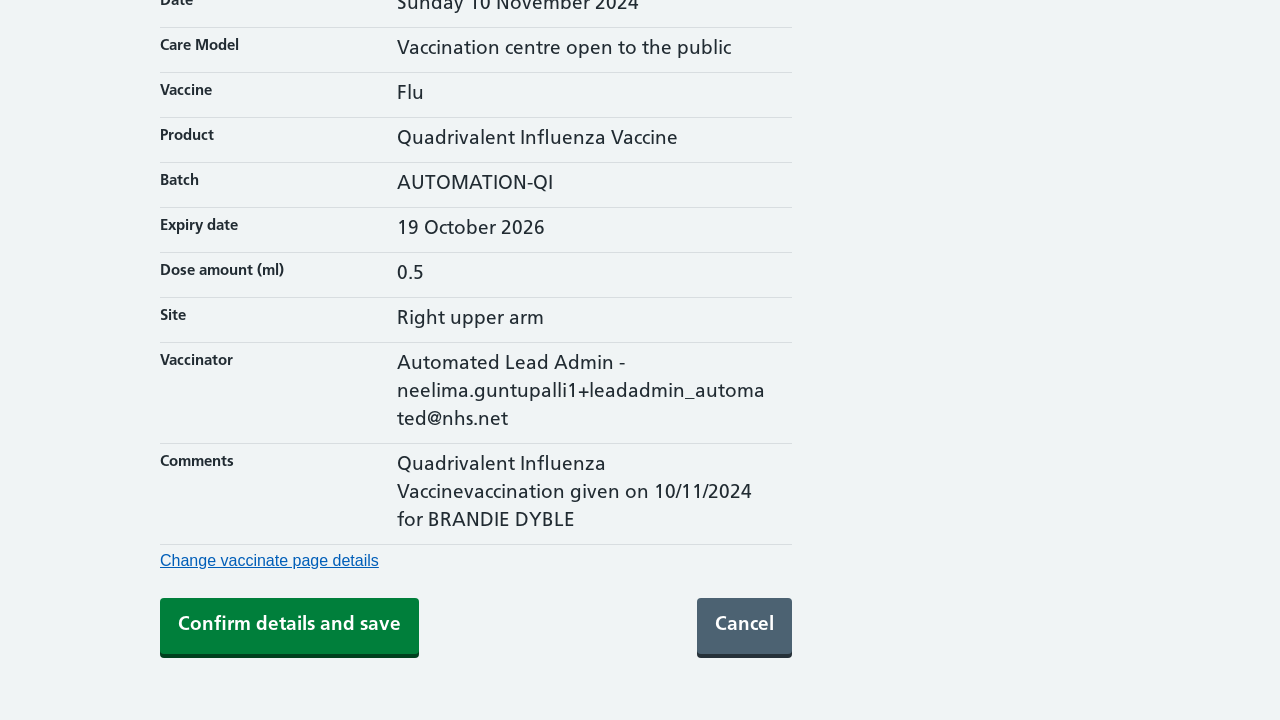 Date Sunday 10 November 2024
Care Model Vaccination centre open to the public
Vaccine Flu
Product Quadrivalent Influenza Vaccine
Batch AUTOMATION-QI
Expiry date 19 October 2026
Dose amount (ml) 0.5
Site Right upper arm
Vaccinator Automated Lead Admin -
neelima.guntupalli1+leadadmin_automa
ted@nhs.net
Comments Quadrivalent Influenza
Vaccinevaccination given on 10/11/2024
for BRANDIE DYBLE
Change vaccinate page details
Confirm details and save Cancel